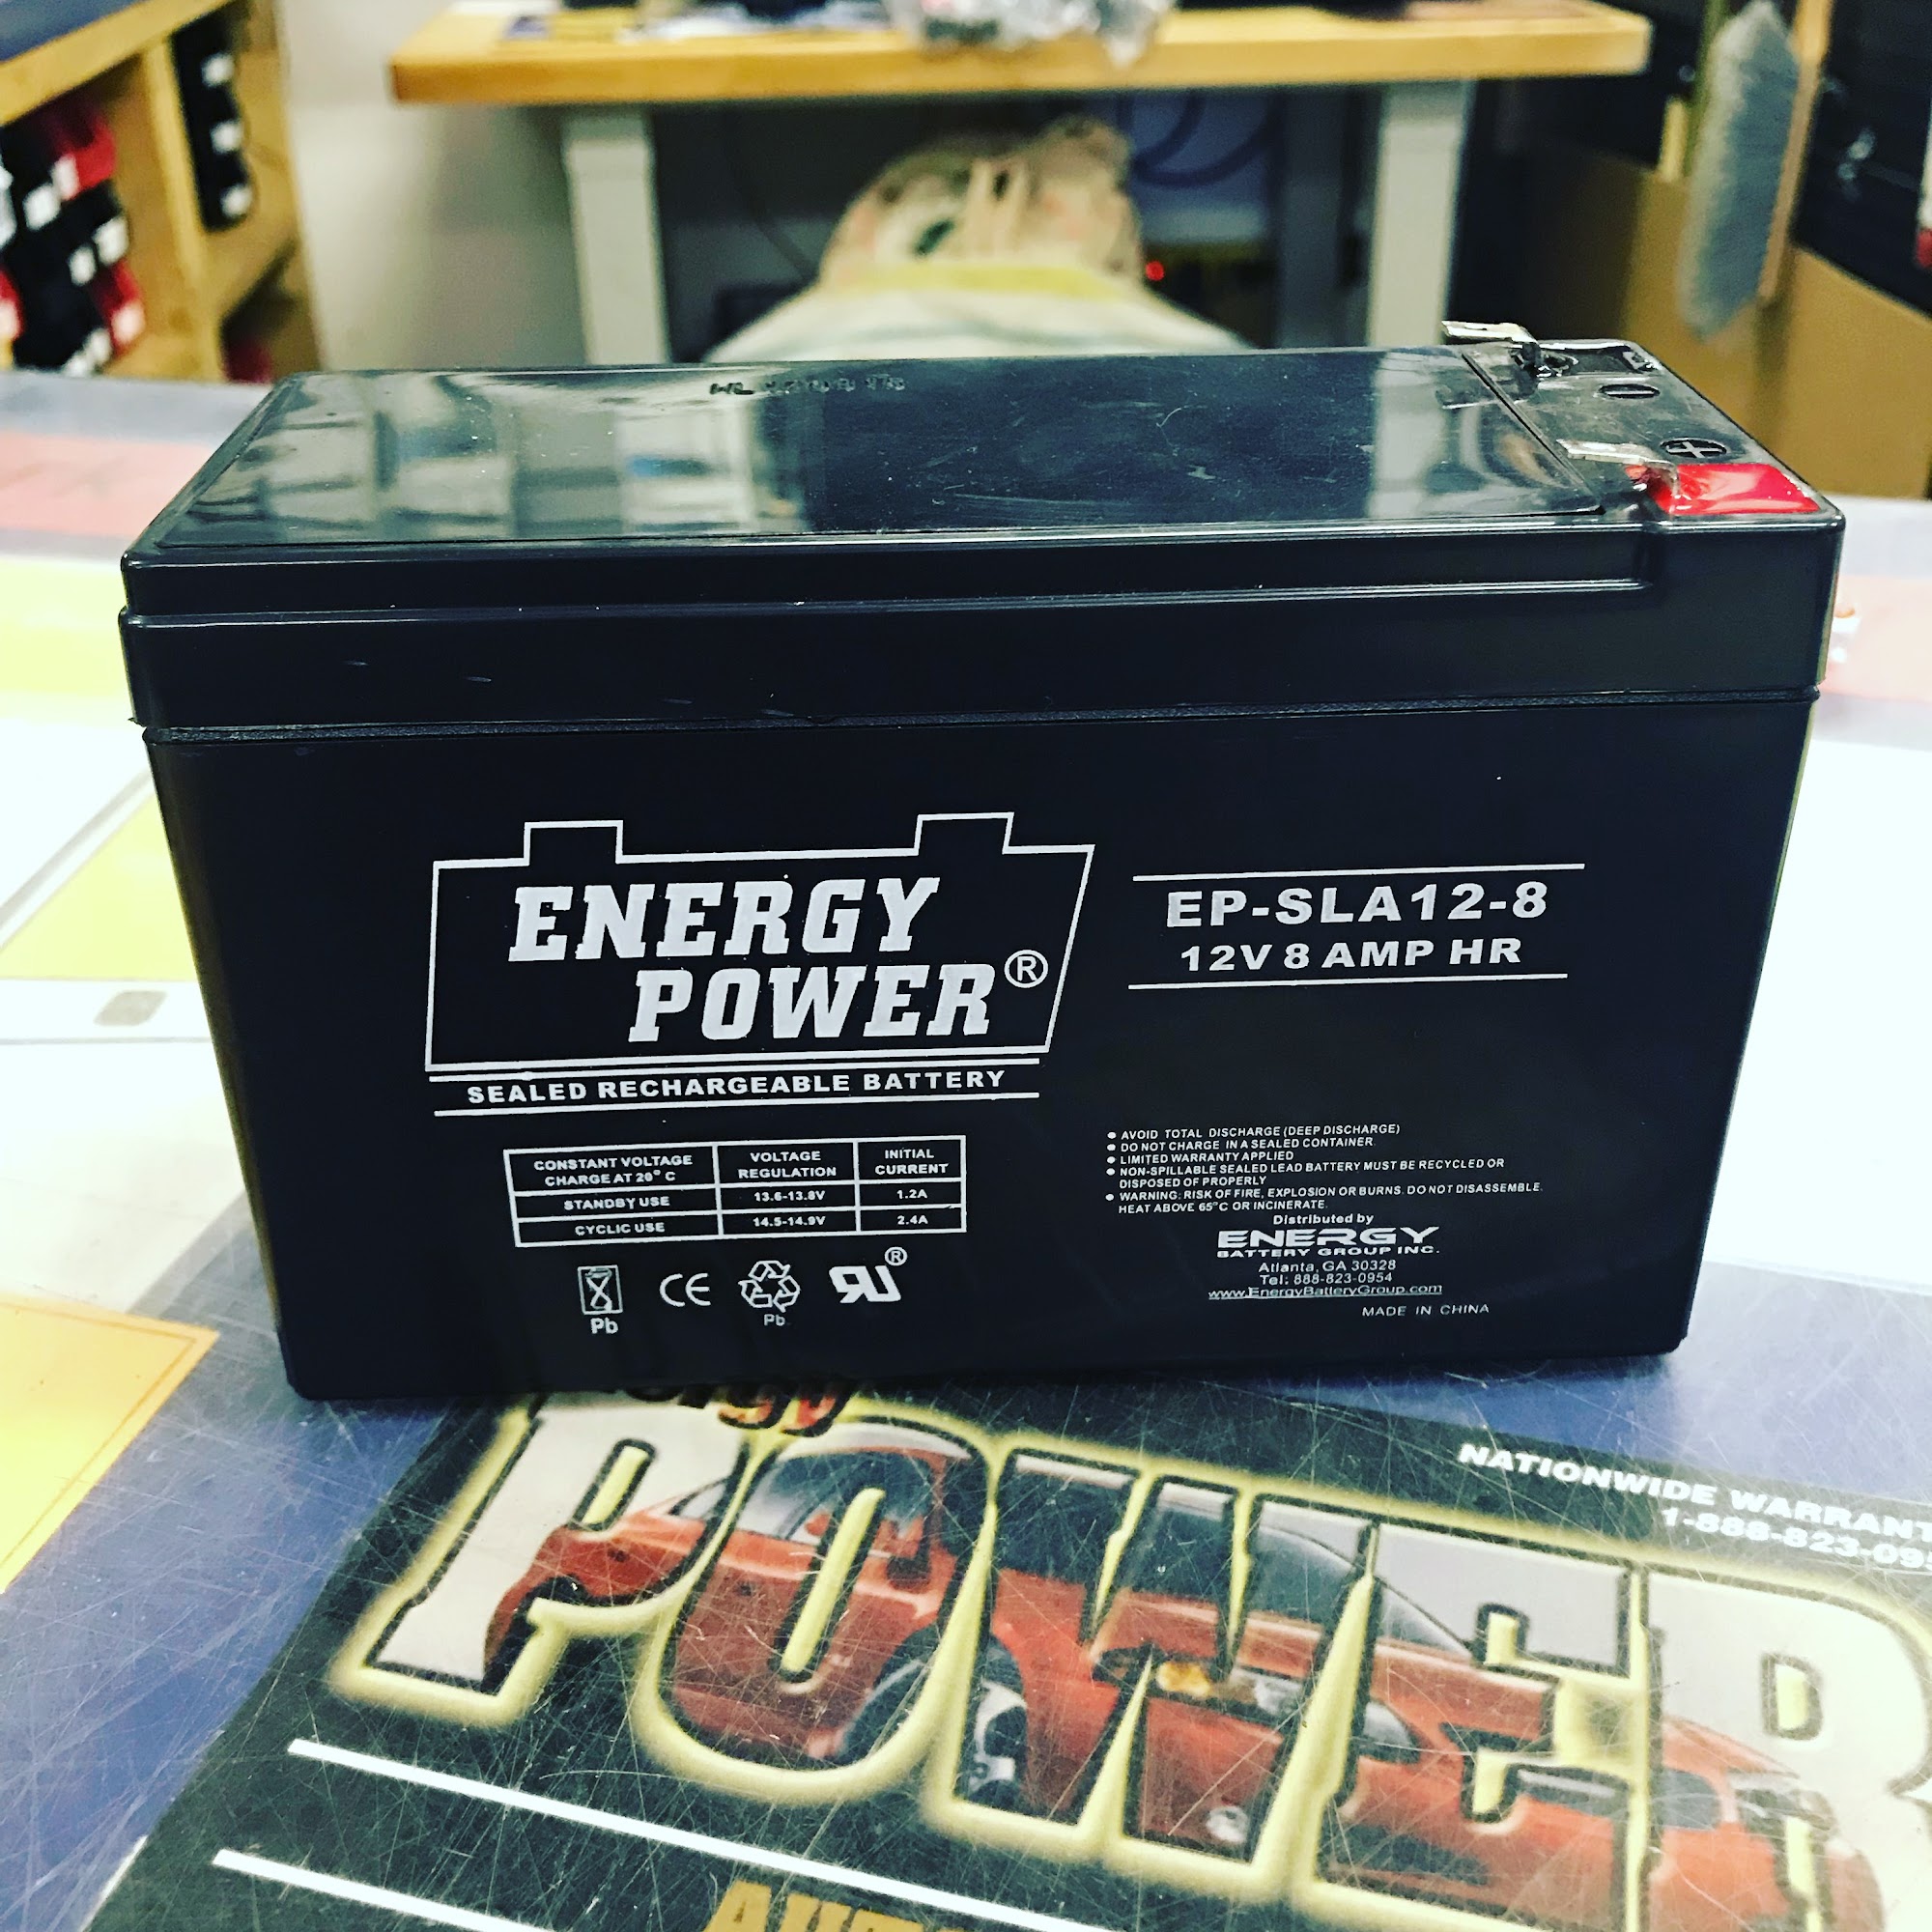 ENERGY
POWER®
SEALED RECHARGEABLE BATTERY
EP-SLA12-8
12V 8 AMP HR
CONSTANT VOLTAGE CHARGE AT 20°C VOLTAGE REGULATION INITIAL CURRENT
STANDBY USE 13.6-13.8V 1.2A
CYCLIC USE 14.5-14.9V 2.4A
Pb
CE
Pb.
®
AVOID TOTAL DISCHARGE (DEEP DISCHARGE)
DO NOT CHARGE IN A SEALED CONTAINER.
LIMITED WARRANTY APPLIED
NON-SPILLABLE SEALED LEAD BATTERY MUST BE RECYCLED OR
DISPOSED OF PROPERLY
WARNING: RISK OF FIRE, EXPLOSION OR BURNS. DO NOT DISASSEMBLE.
HEAT ABOVE 65°C OR INCINERATE.
Distributed by
ENERGY
BATTERY GROUP INC.
Atlanta, GA 30328
Tel: 888-823-0954
www.EnergyBatteryGroup.com
MADE IN CHINA
POWER
NATIONWIDE WARRANT
1-888-823-09